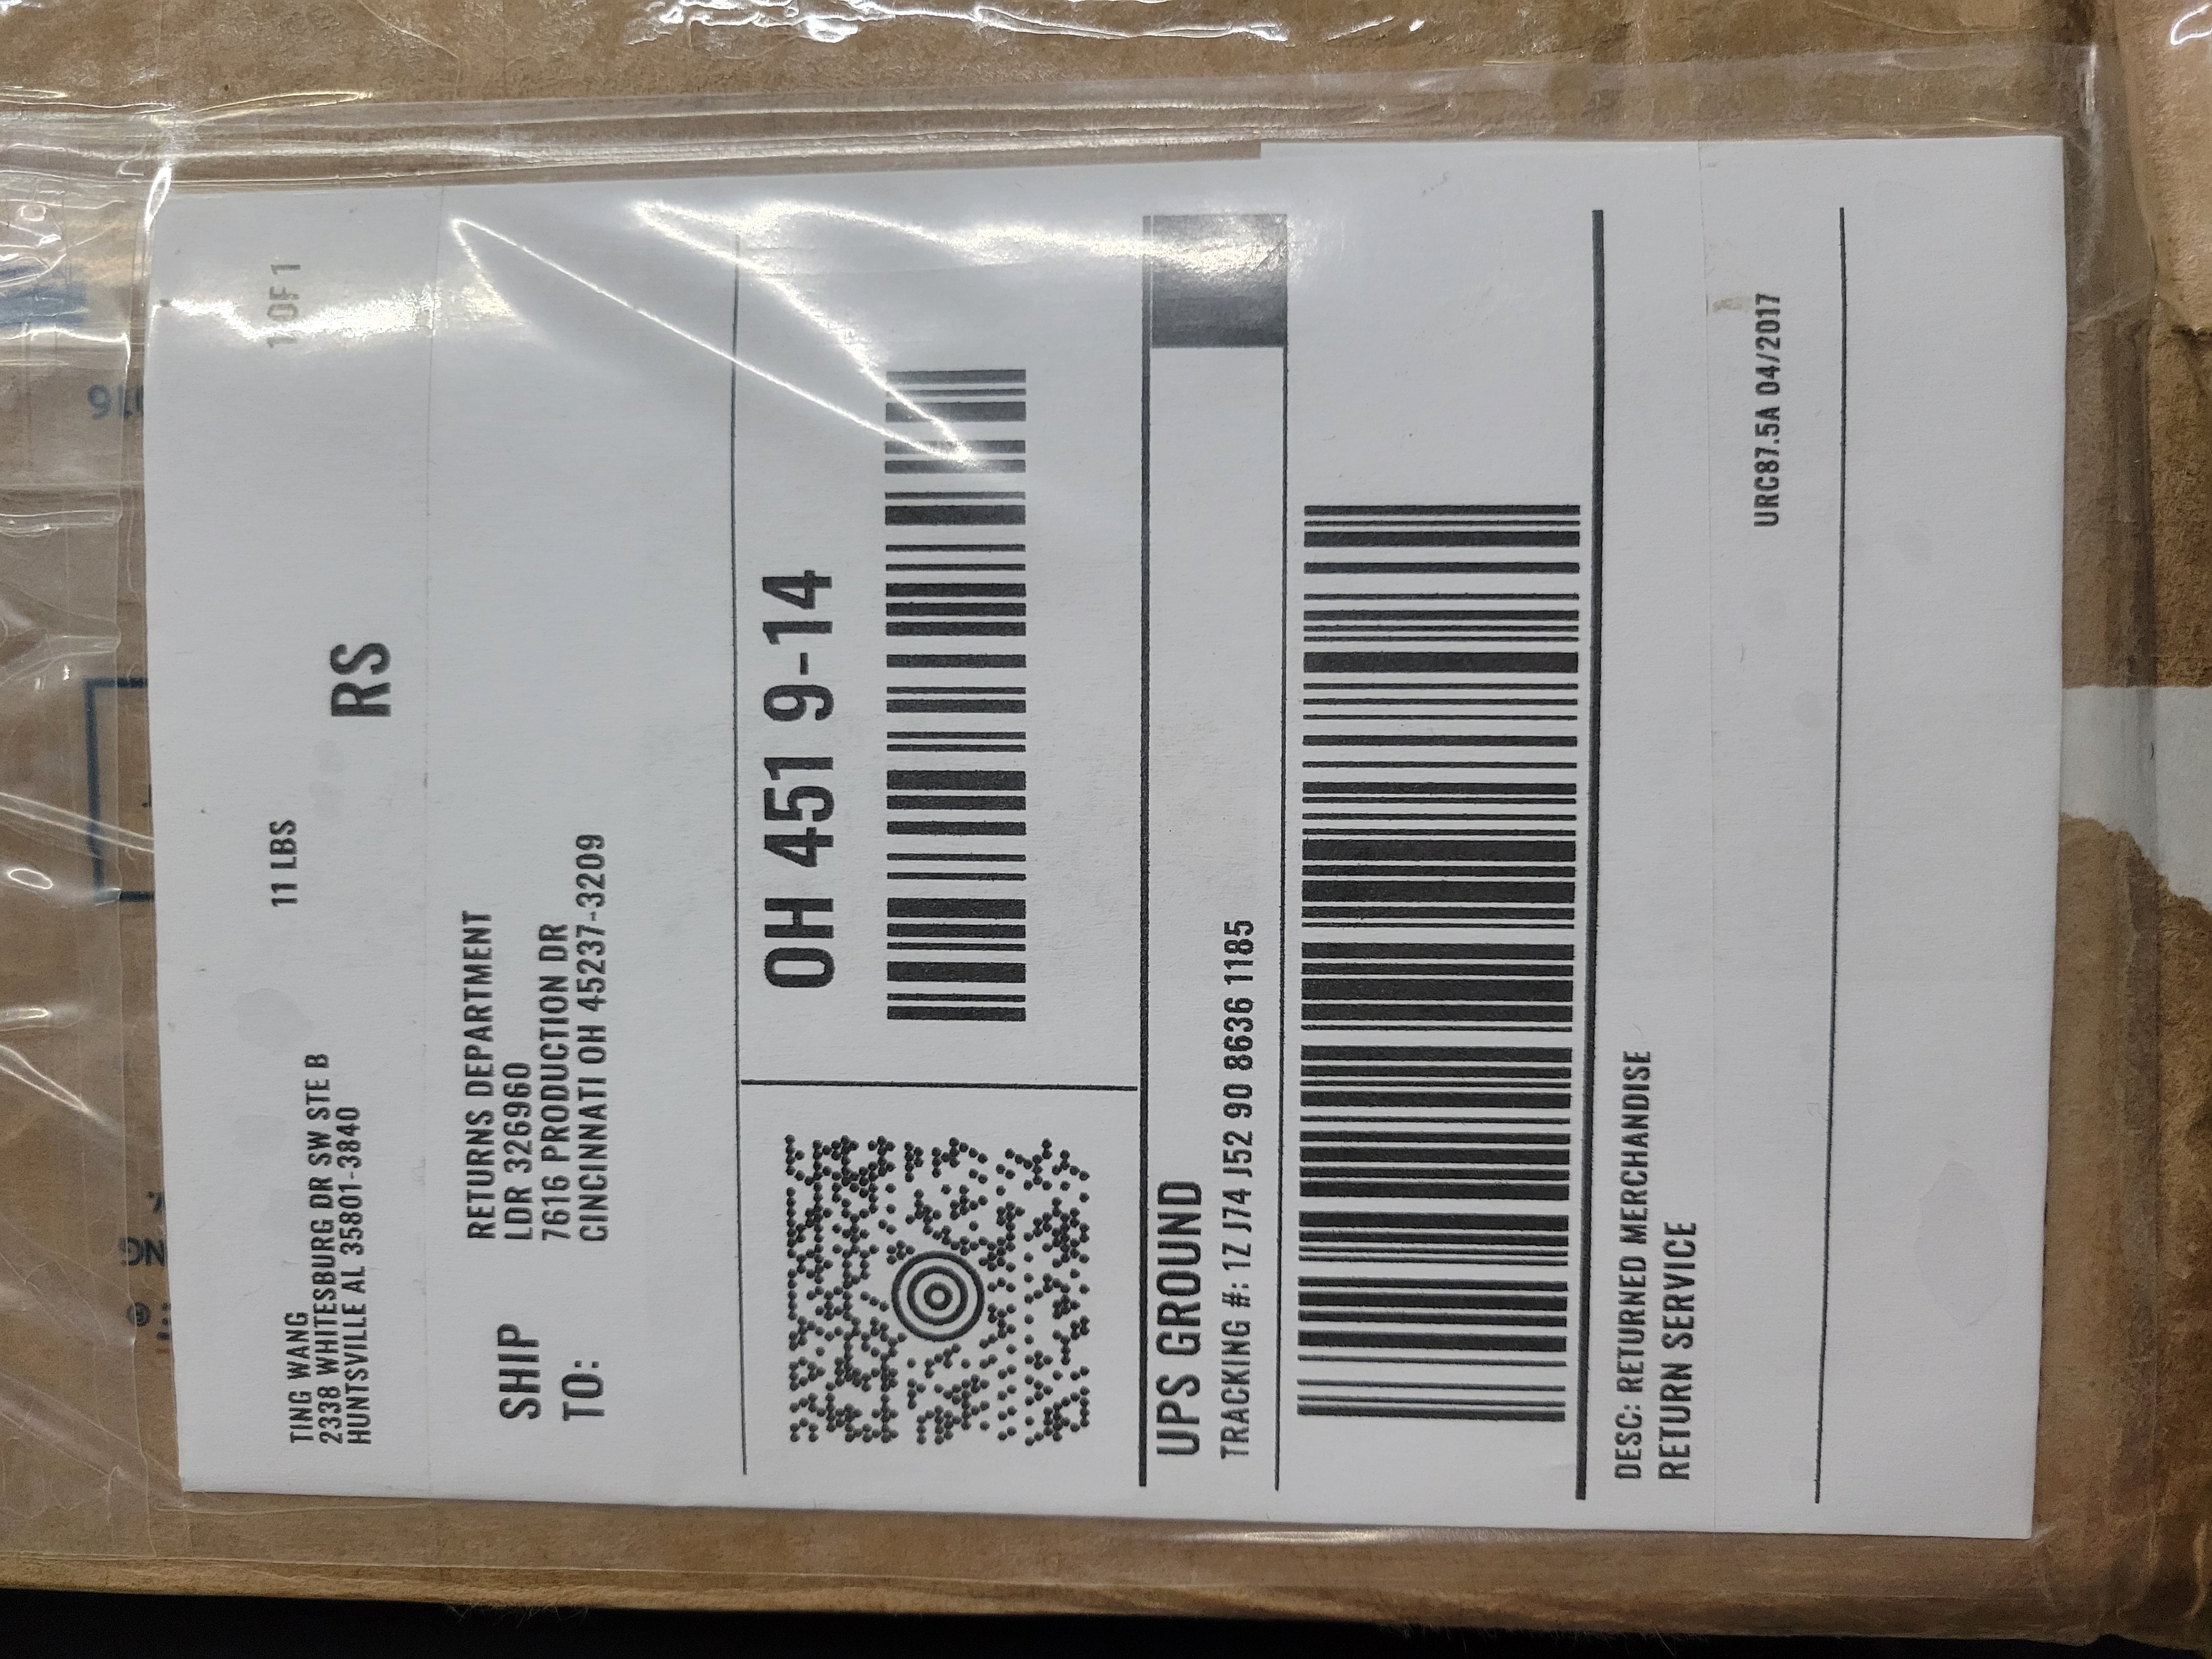 TING WANG
2338 WHITESBURG DR SW STE B
HUNTSVILLE AL 35801-3840
11 LBS
1 OF 1
RS
SHIP
TO:
RETURNS DEPARTMENT
LDR 326960
7616 PRODUCTION DR
CINCINNATI OH 45237-3209
OH 451 9-14
UPS GROUND
TRACKING #: 1Z J74 J52 90 8636 1185
DESC: RETURNED MERCHANDISE
RETURN SERVICE
URC87.5A 04/2017